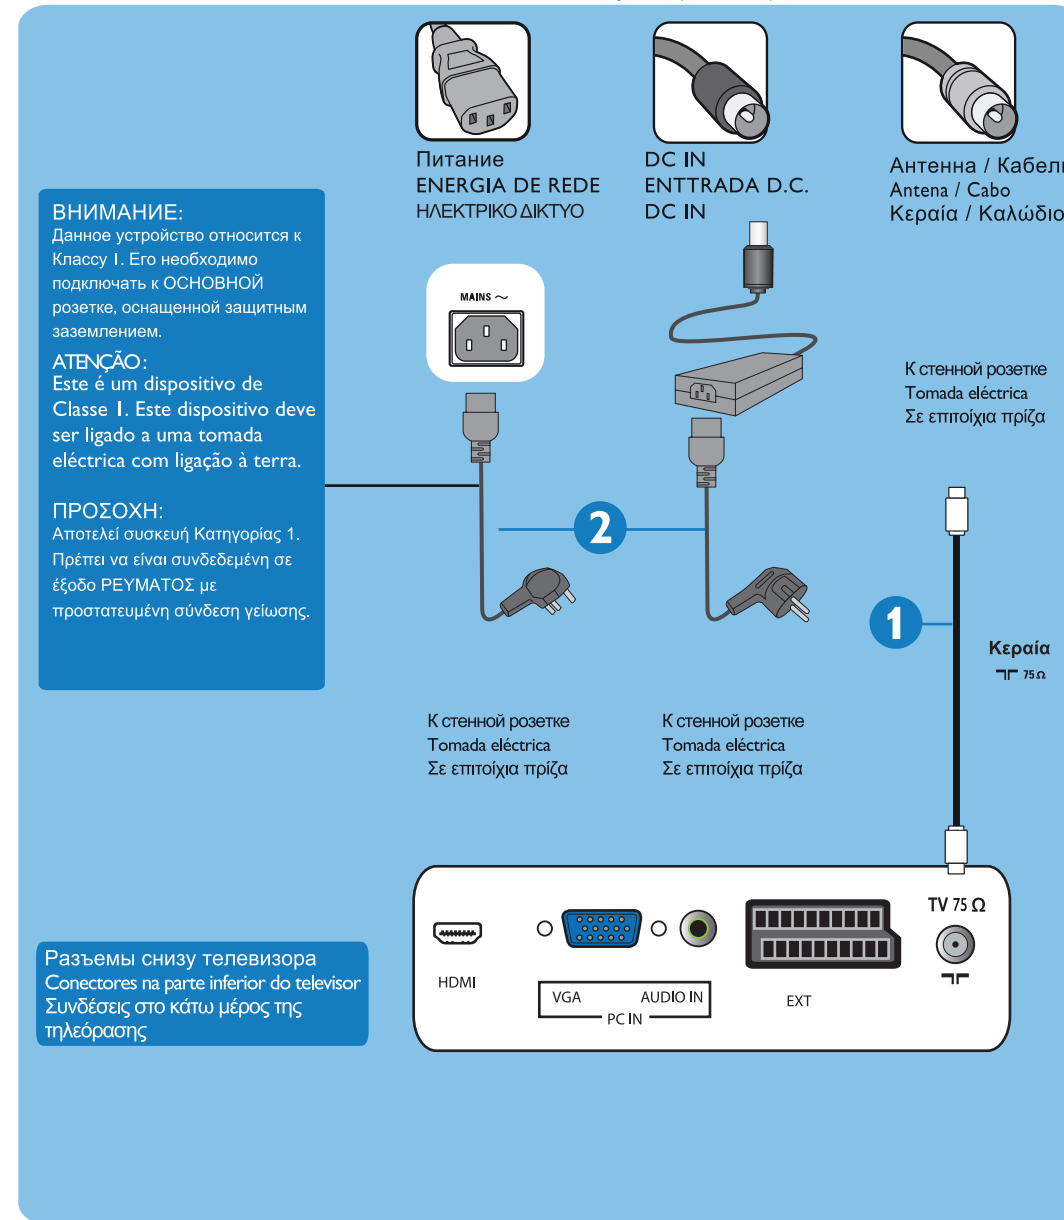 Питание
ENERGIA DE REDE
ΗΛΕΚΤΡΙΚΟ ΔΙΚΤΥΟ
DC IN
ENTTRADA D.C.
DC IN
Антенна / Кабель
Antena / Cabo
Κεραία / Καλώδιο
ВНИМАНИЕ:
Данное устройство относится к
Классу 1. Его необходимо
подключать к ОСНОВНОЙ
розетке, оснащенной защитным
заземлением.
ATENÇÃO:
Este é um dispositivo de
Classe 1. Este dispositivo deve
ser ligado a uma tomada
eléctrica com ligação à terra.
ΠΡΟΣΟΧΗ:
Αποτελεί συσκευή Κατηγορίας 1.
Πρέπει να είναι συνδεδεμένη σε
έξοδο ΡΕΥΜΑΤΟΣ με
προστατευμένη σύνδεση γείωσης.
MAINS ～
К стенной розетке
Tomada eléctrica
Σε επιτοίχια πρίζα
2
1
Κεραία
75Ω
К стенной розетке
Tomada eléctrica
Σε επιτοίχια πρίζα
К стенной розетке
Tomada eléctrica
Σε επιτοίχια πρίζα
Разъемы снизу телевизора
Conectores na parte inferior do televisor
Συνδέσεις στο κάτω μέρος της
τηλεόρασης
HDMI
VGA AUDIO IN
PC IN
EXT
TV 75 Ω